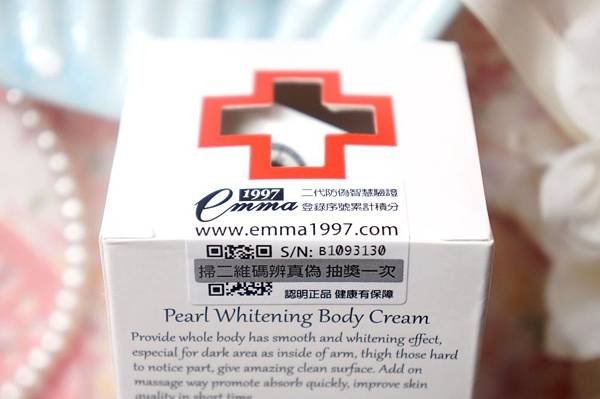 1997
emma
二代防偽智慧驗證
登錄序號累計積分
www.emma1997.com
S/N: B1093130
掃二維碼辨真偽 抽獎一次
認明正品 健康有保障
Pearl Whitening Body Cream
Provide whole body has smooth and whitening effect,
especial for dark area as inside of arm, thigh those hard
to notice part, give amazing clean surface. Add on
massage way promote absorb quickly, improve skin
quality in short time.